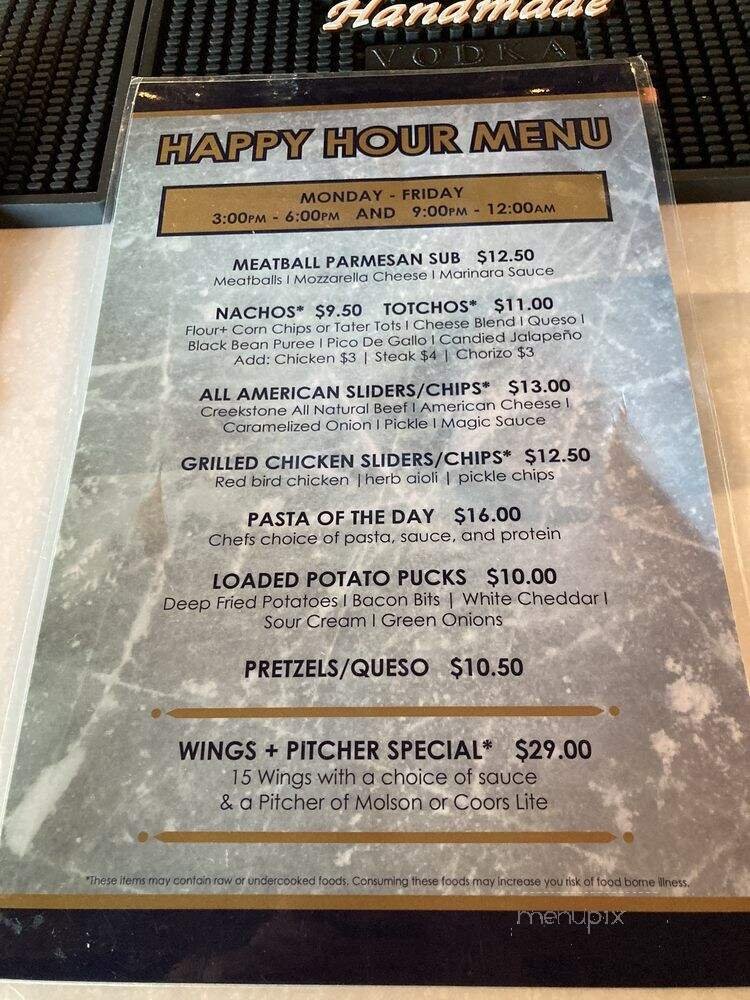 Handmade
VODKA
HAPPY HOUR MENU
MONDAY - FRIDAY
3:00PM - 6:00PM AND 9:00PM - 12:00AM
MEATBALL PARMESAN SUB $12.50
Meatballs I Mozzarella Cheese I Marinara Sauce
NACHOS* $9.50 TOTCHOS* $11.00
Flour+ Corn Chips or Tater Tots I Cheese Blend I Queso I
Black Bean Puree I Pico De Gallo I Candied Jalapeño
Add: Chicken $3 | Steak $4 | Chorizo $3
ALL AMERICAN SLIDERS/CHIPS* $13.00
Creekstone All Natural Beef I American Cheese I
Caramelized Onion I Pickle I Magic Sauce
GRILLED CHICKEN SLIDERS/CHIPS* $12.50
Red bird chicken | herb aioli | pickle chips
PASTA OF THE DAY $16.00
Chefs choice of pasta, sauce, and protein
LOADED POTATO PUCKS $10.00
Deep Fried Potatoes I Bacon Bits | White Cheddar I
Sour Cream I Green Onions
PRETZELS/QUESO $10.50
WINGS + PITCHER SPECIAL* $29.00
15 Wings with a choice of sauce
& a Pitcher of Molson or Coors Lite
*These items may contain raw or undercooked foods. Consuming these foods may increase you risk of food borne illness.
menupix